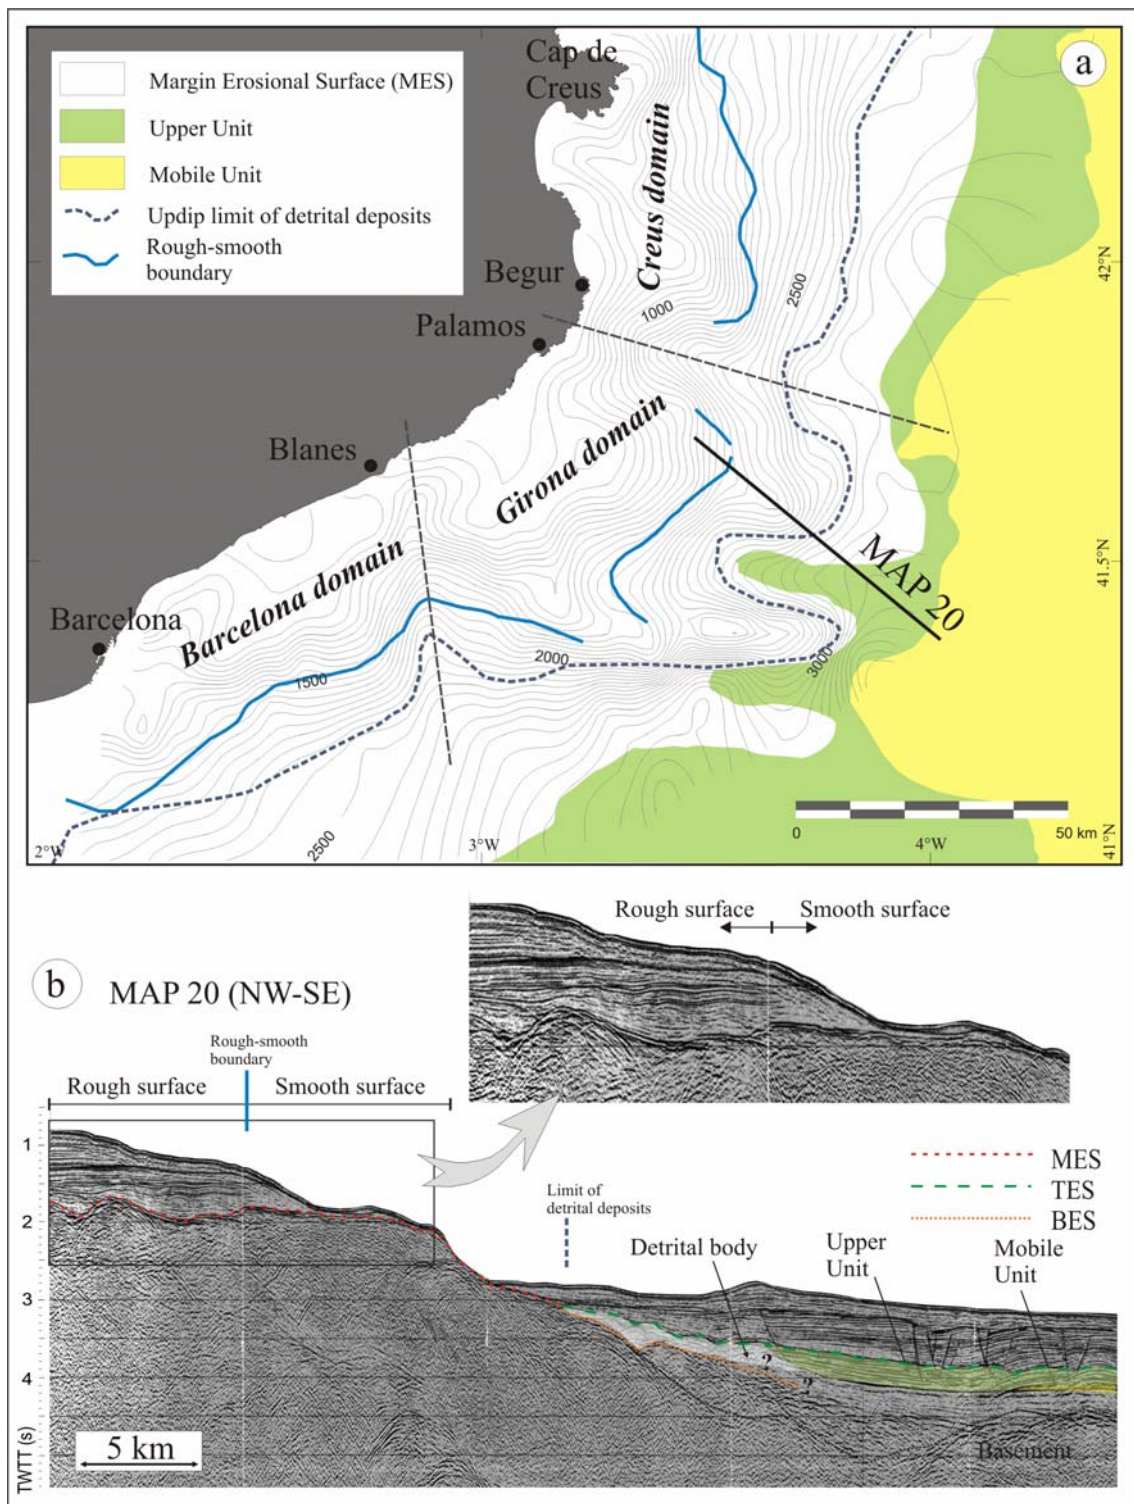 Cap de
Creus
a
Margin Erosional Surface (MES)
Upper Unit
Mobile Unit
Updip limit of detrital deposits
Rough-smooth
boundary
Creus domain
Begur
Palamos
Blanes
Barcelona
Girona domain
Barcelona domain
1000
2500
42°N
41.5°N
MAP 20
1500
2000
3000
2500
0
50 km
2°W
3°W
4°W
41°N
Rough surface
Smooth surface
b
MAP 20 (NW-SE)
Rough-smooth
boundary
Rough surface
Smooth surface
1
2
3
4
TWTT (s)
MES
TES
BES
Limit of
detrital deposits
Detrital body
Upper
Unit
Mobile
Unit
?
?
Basement
5 km